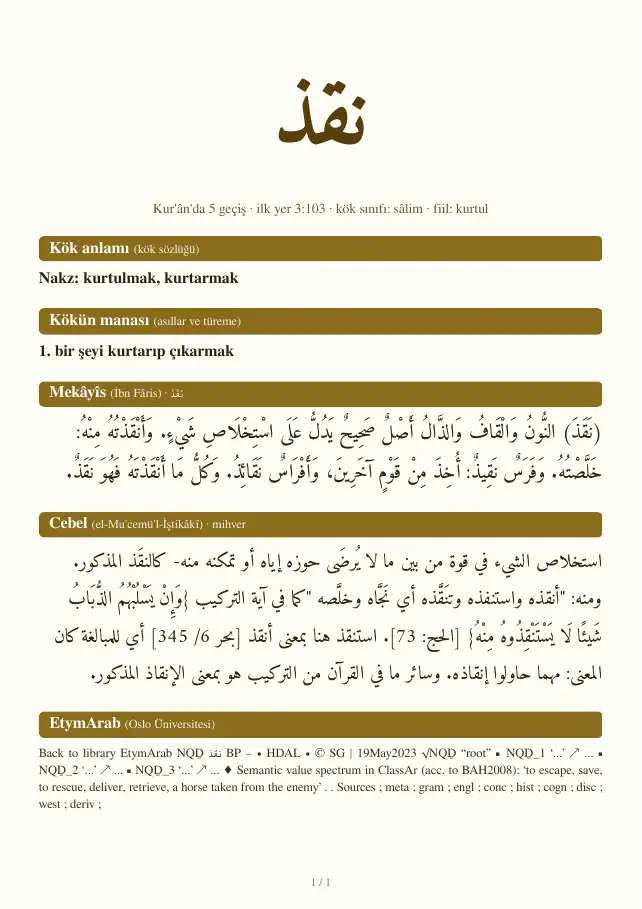 نقذ
Kur'ân'da 5 geçiş · ilk yer 3:103 · kök sınıfı: sâlim · fiil: kurtul
Kök anlamı (kök sözlüğü)
Nakz: kurtulmak, kurtarmak
Kökün manası (asıllar ve türeme)
1. bir şeyi kurtarıp çıkarmak
Mekâyîs (İbn Fâris) · نقذ
(نَقَذَ) النُّونُ وَالْقَافُ وَالذَّالُ أَصْلٌ صَحِيحٌ يَدُلُّ عَلَى اسْتِخْلَاصِ شَيْءٍ. وَأَنْقَذْتُهُ مِنْهُ:
خَلَّصْتُهُ. وَفَرَسٌ نَقِيذٌ: أُخِذَ مِنْ قَوْمٍ آخَرِينَ، وَأَفْرَاسٌ نَقَائِذُ. وَكُلُّ مَا أَنْقَذْتَهُ فَهُوَ نَقَذٌ.
Cebel (el-Mu'cemü'l-İştikâkî) · mihver
استخلاص الشيء في قوة من بين ما لا يُرضَى حوزه إياه أو تمكنه منه- كالنقَذ المذكور.
ومنه: "أنقذه واستنفذه وتنَقَّذه أي نَجَّاه وخلَّصه "كما في آية التركيب {وَإِنْ يَسْلُبْهُمُ الذُّبَابُ
شَيْئًا لَا يَسْتَنْقِذُوهُ مِنْهُ} [الحج: 73]. استنقذ هنا بمعنى أنقذ [بحر 6/ 345] أي للمبالغة كان
المعنى: مهما حاولوا إنقاذه. وسائر ما في القرآن من التركيب هو بمعنى الإنقاذ المذكور.
EtymArab (Oslo Üniversitesi)
Back to library EtymArab NQḎ نقذ BP – • HDAL • © SG | 19May2023 √NQḎ “root” ▪ NQḎ_1 ‘...’ ↗ ... ▪
NQḎ_2 ‘...’ ↗ ... ▪ NQḎ_3 ‘...’ ↗ ... ♦ Semantic value spectrum in ClassAr (acc. to BAH2008): ‘to escape, save,
to rescue, deliver, retrieve, a horse taken from the enemy’ . . Sources ; meta ; gram ; engl ; conc ; hist ; cogn ; disc ;
west ; deriv ;
1 / 1